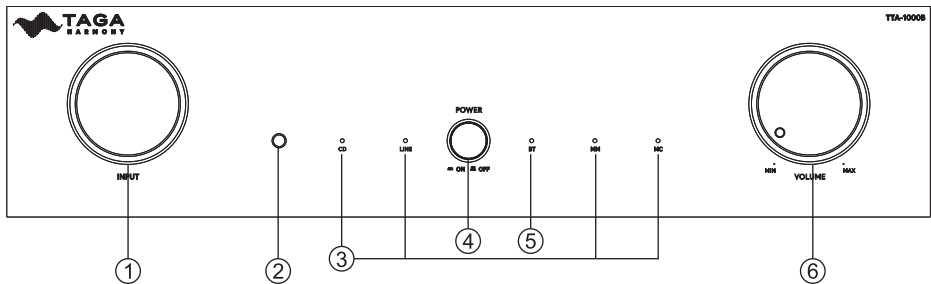 TAGA
HARMONY
TTA-1000B
INPUT
CD
LINE
POWER
ON OFF
BT
MM
MC
MIN
VOLUME
MAX
1
2
3
4
5
6